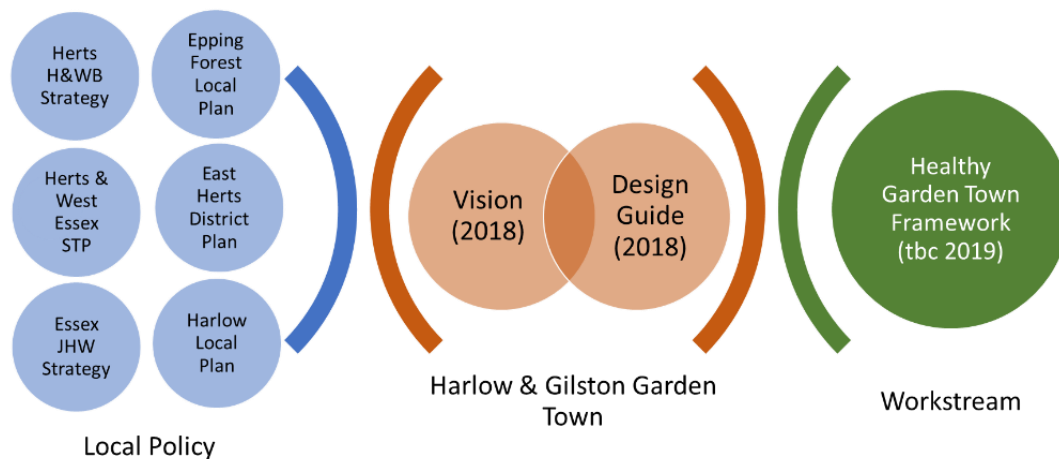 Herts
H&WB
Strategy
Epping
Forest
Local
Plan
Herts &
West
Essex
STP
East
Herts
District
Plan
Essex
JHW
Strategy
Harlow
Local
Plan
Local Policy
Vision
(2018)
Design
Guide
(2018)
Harlow & Gilston Garden
Town
Healthy
Garden Town
Framework
(tbc 2019)
Workstream